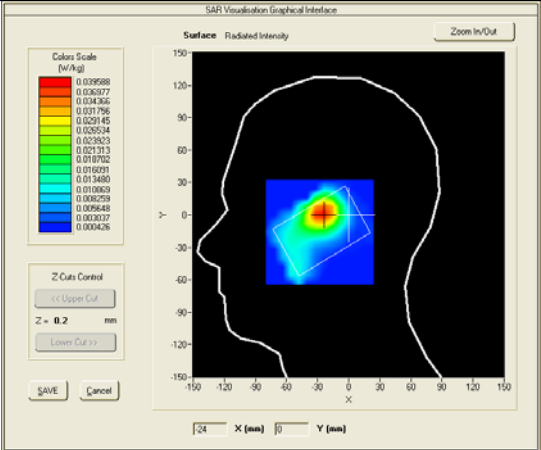 SAR Visualisation Graphical Interface
Surface Radiated Intensity
Zoom In/Out
Colors Scale
(W/kg)
0.039588
0.036977
0.034366
0.031756
0.029145
0.026534
0.023923
0.021313
0.018702
0.016091
0.013480
0.010869
0.008259
0.005648
0.003037
0.000426
Z-Cuts Control
<< Upper Cut
Z = 0.2 mm
Lower Cut >>
SAVE Cancel
150-
120-
90-
60-
30-
0-
-30-
-60-
-90-
-120-
-150-
Y
-150 -120 -90 -60 -30 0 30 60 90 120 150
X
-24 X (mm) 0 Y (mm)